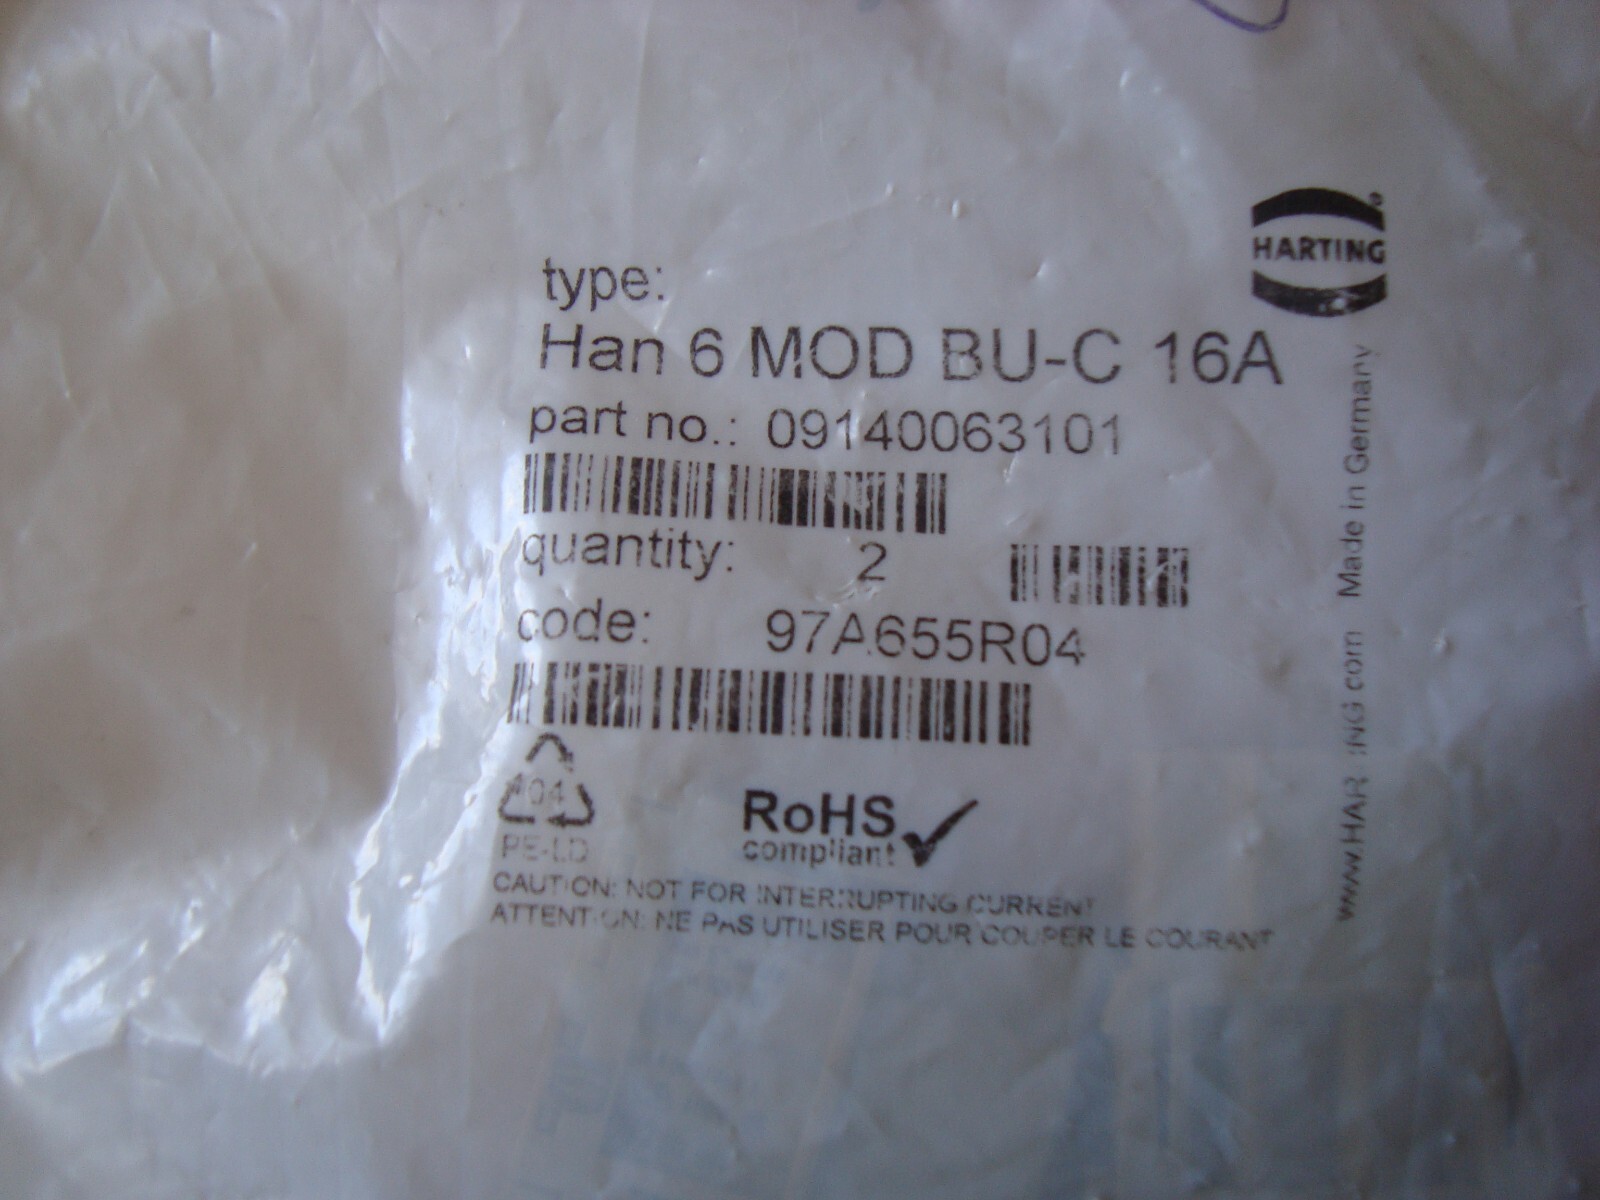 HARTING
type:
Han 6 MOD BU-C 16A
part no.: 09140063101
quantity: 2
code: 97A655R04
04
PE-LD
RoHS
compliant
CAUTION: NOT FOR INTERRUPTING CURRENT
ATTENTION: NE PAS UTILISER POUR COUPER LE COURANT
www.HARTING.com Made in Germany